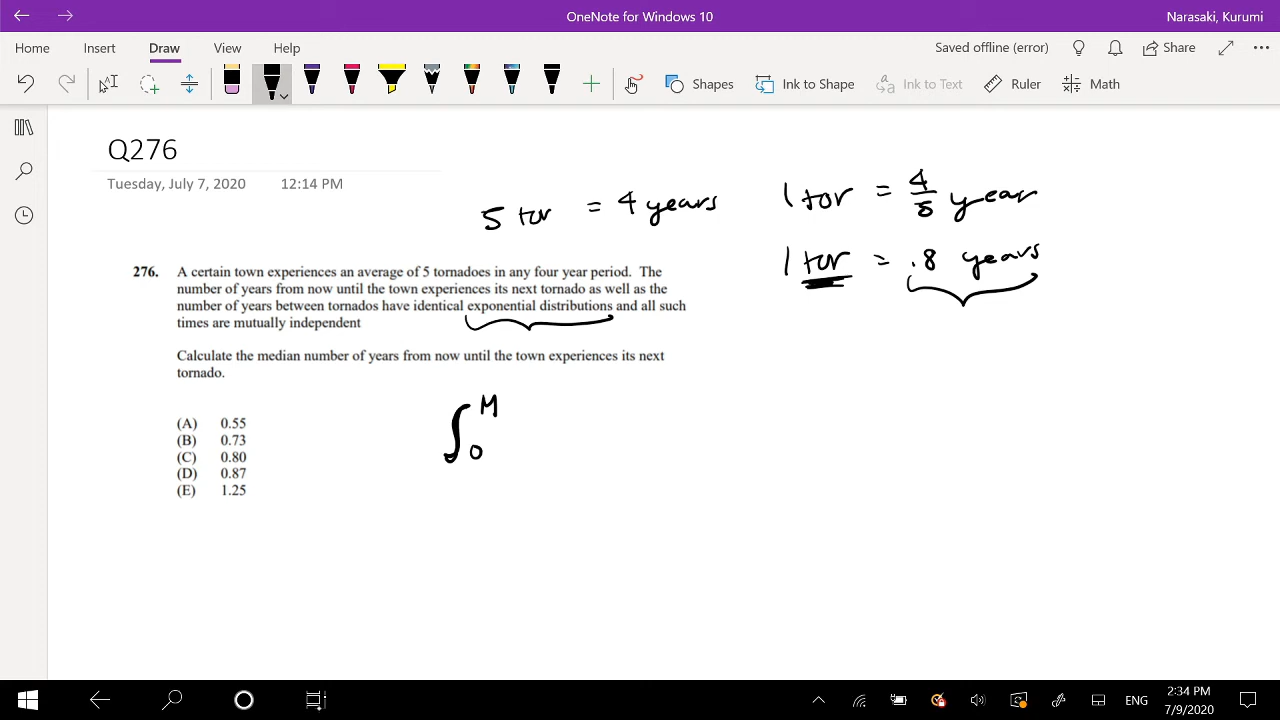 OneNote for Windows 10
Narasaki, Kurumi
Home Insert Draw View Help
Saved offline (error) Share
Shapes Ink to Shape Ink to Text Ruler Math
Q276
Tuesday, July 7, 2020 12:14 PM
5 tor = 4 years
1 tor = 4/5 year
1 tor = .8 years
276. A certain town experiences an average of 5 tornadoes in any four year period. The
number of years from now until the town experiences its next tornado as well as the
number of years between tornados have identical exponential distributions and all such
times are mutually independent
Calculate the median number of years from now until the town experiences its next
tornado.
(A) 0.55
(B) 0.73
(C) 0.80
(D) 0.87
(E) 1.25
∫ M
0
ENG
2:34 PM
7/9/2020